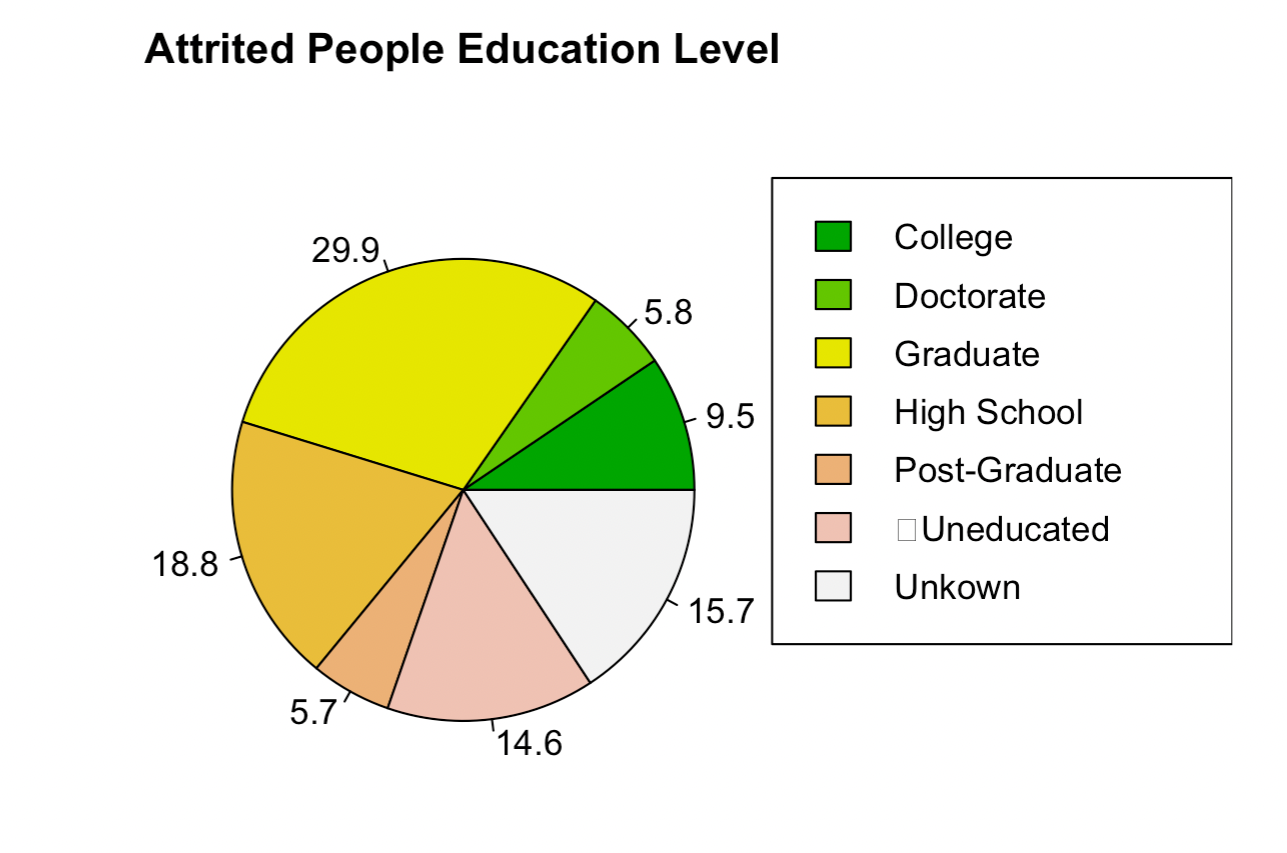 Attrited People Education Level
29.9
5.8
9.5
18.8
15.7
5.7
14.6
College
Doctorate
Graduate
High School
Post-Graduate
Uneducated
Unkown